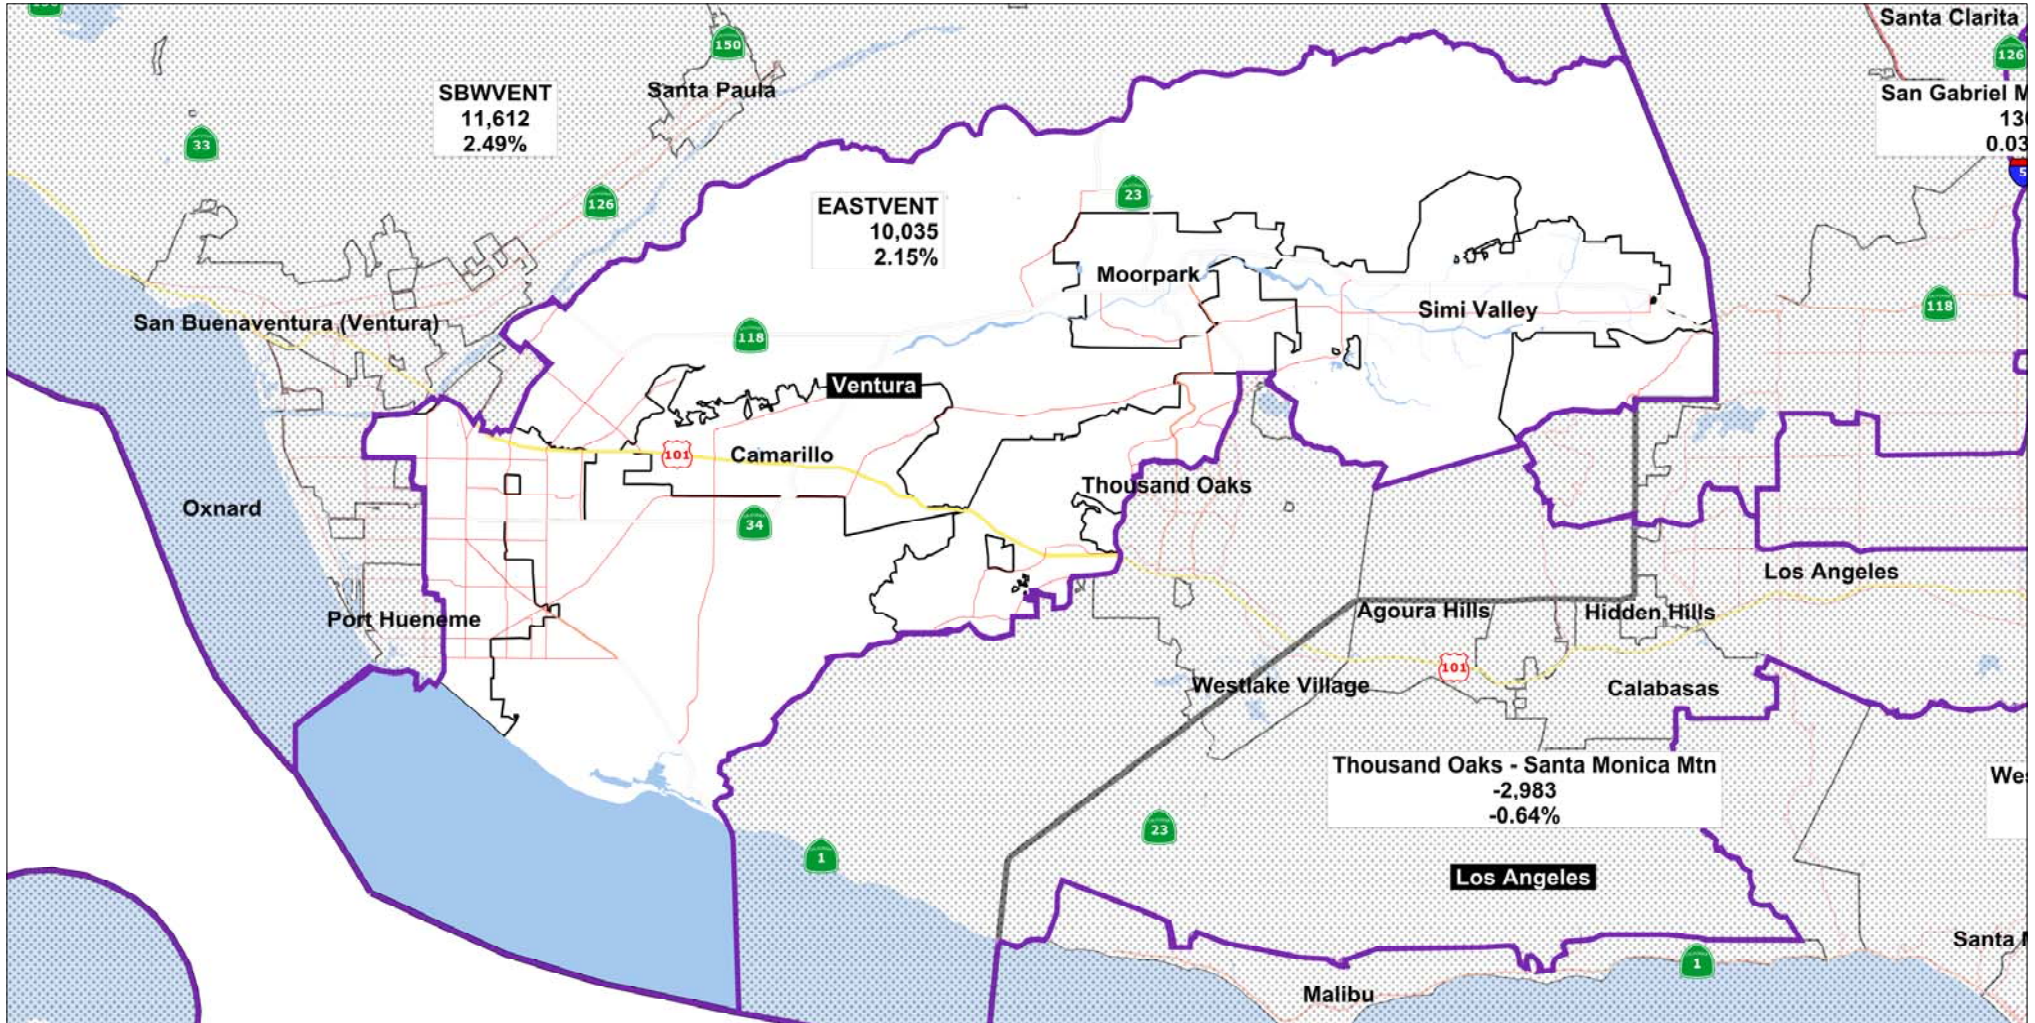 150
Santa Clarita
126
SBWVENT
11,612
2.49%
Santa Paula
San Gabriel M
0.03
33
5
126
23
EASTVENT
10,035
2.15%
Moorpark
Simi Valley
118
San Buenaventura (Ventura)
118
Ventura
101
Camarillo
Thousand Oaks
Oxnard
34
Los Angeles
Port Hueneme
Agoura Hills
Hidden Hills
101
Westlake Village
Calabasas
Thousand Oaks - Santa Monica Mtn
-2,983
-0.64%
Wes
23
1
Los Angeles
Santa
1
Malibu